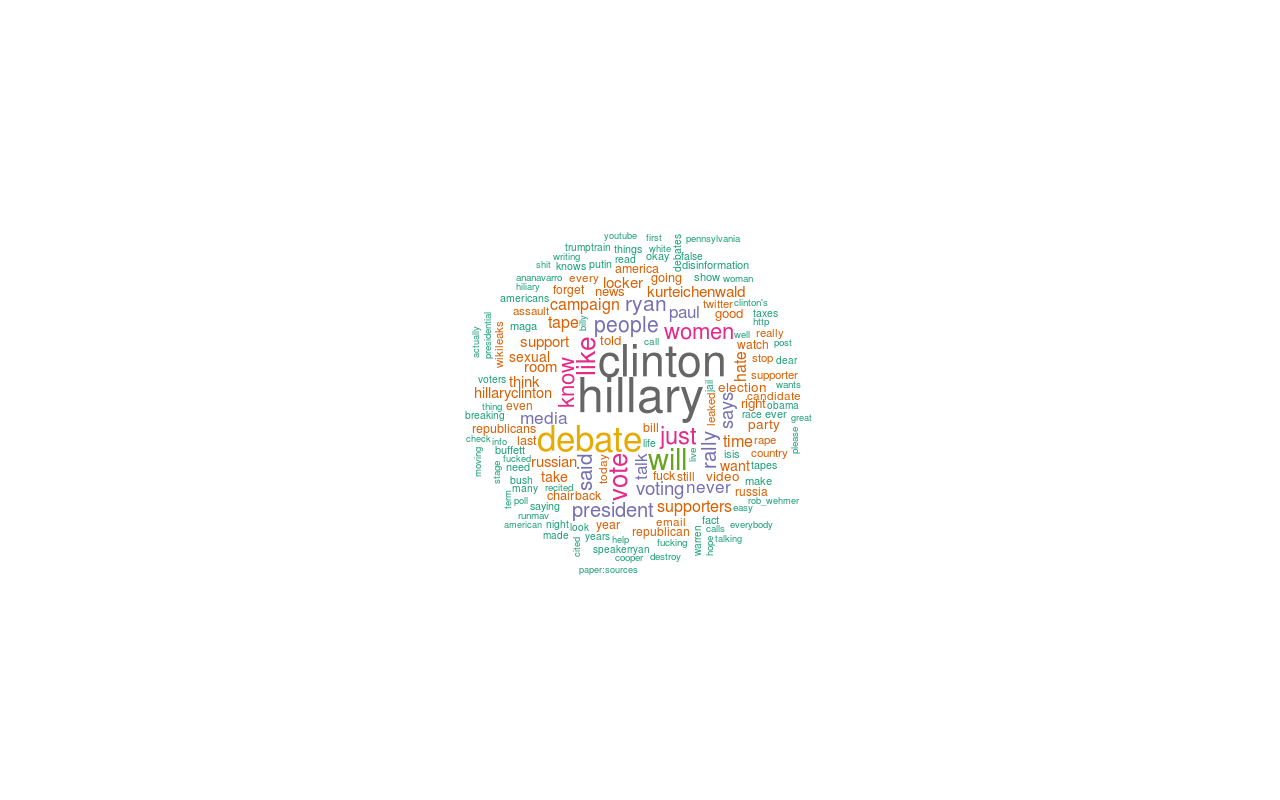 youtube
first
pennsylvania
trumptrain
things
white
debates
writing
read
okay
false
shit
knows
putin
america
disinformation
ananavarro
every
locker
going
show
woman
hiliary
forget
news
kurteichenwald
americans
campaign
ryan
paul
twitter
clinton's
assault
good
taxes
presidential
actually
wikileaks
maga
tape
billy
people
women
well
http
really
support
told
call
watch
post
sexual
room
like
clinton
hate
stop
dear
voters
think
know
hillary
jail
supporter
wants
hillaryclinton
election
candidate
thing
even
leaked
says
right
obama
breaking
media
race
ever
great
republicans
debate
bill
just
party
please
check
info
last
life
rally
time
rape
buffett
moving
fucked
russian
said
today
vote
talk
will
live
isis
country
stage
need
take
fuck
still
want
tapes
bush
video
make
many
recited
chairback
voting
never
russia
term
poll
saying
president
supporters
rob_wehmer
easy
runmav
american
night
look
year
email
fact
calls
everybody
made
years
help
republican
fucking
warren
hope
talking
cited
speakerryan
cooper
destroy
paper:sources